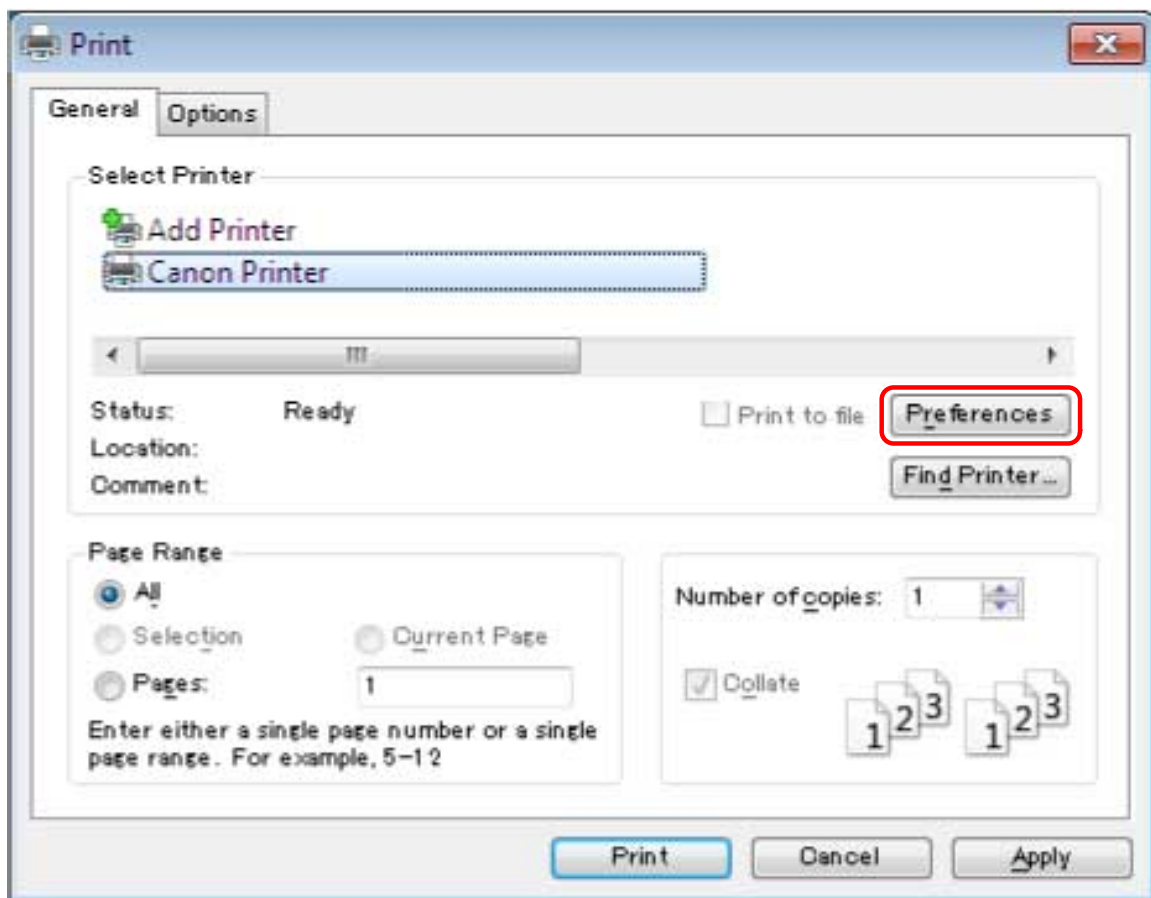 Print
General Options
Select Printer
Add Printer
Canon Printer
Status: Ready
Print to file Preferences
Location:
Comment:
Find Printer...
Page Range
All
Selection Current Page
Pages: 1
Enter either a single page number or a single
page range. For example, 5-12
Number of copies: 1
Collate
1 2 3 1 2 3
Print Cancel Apply